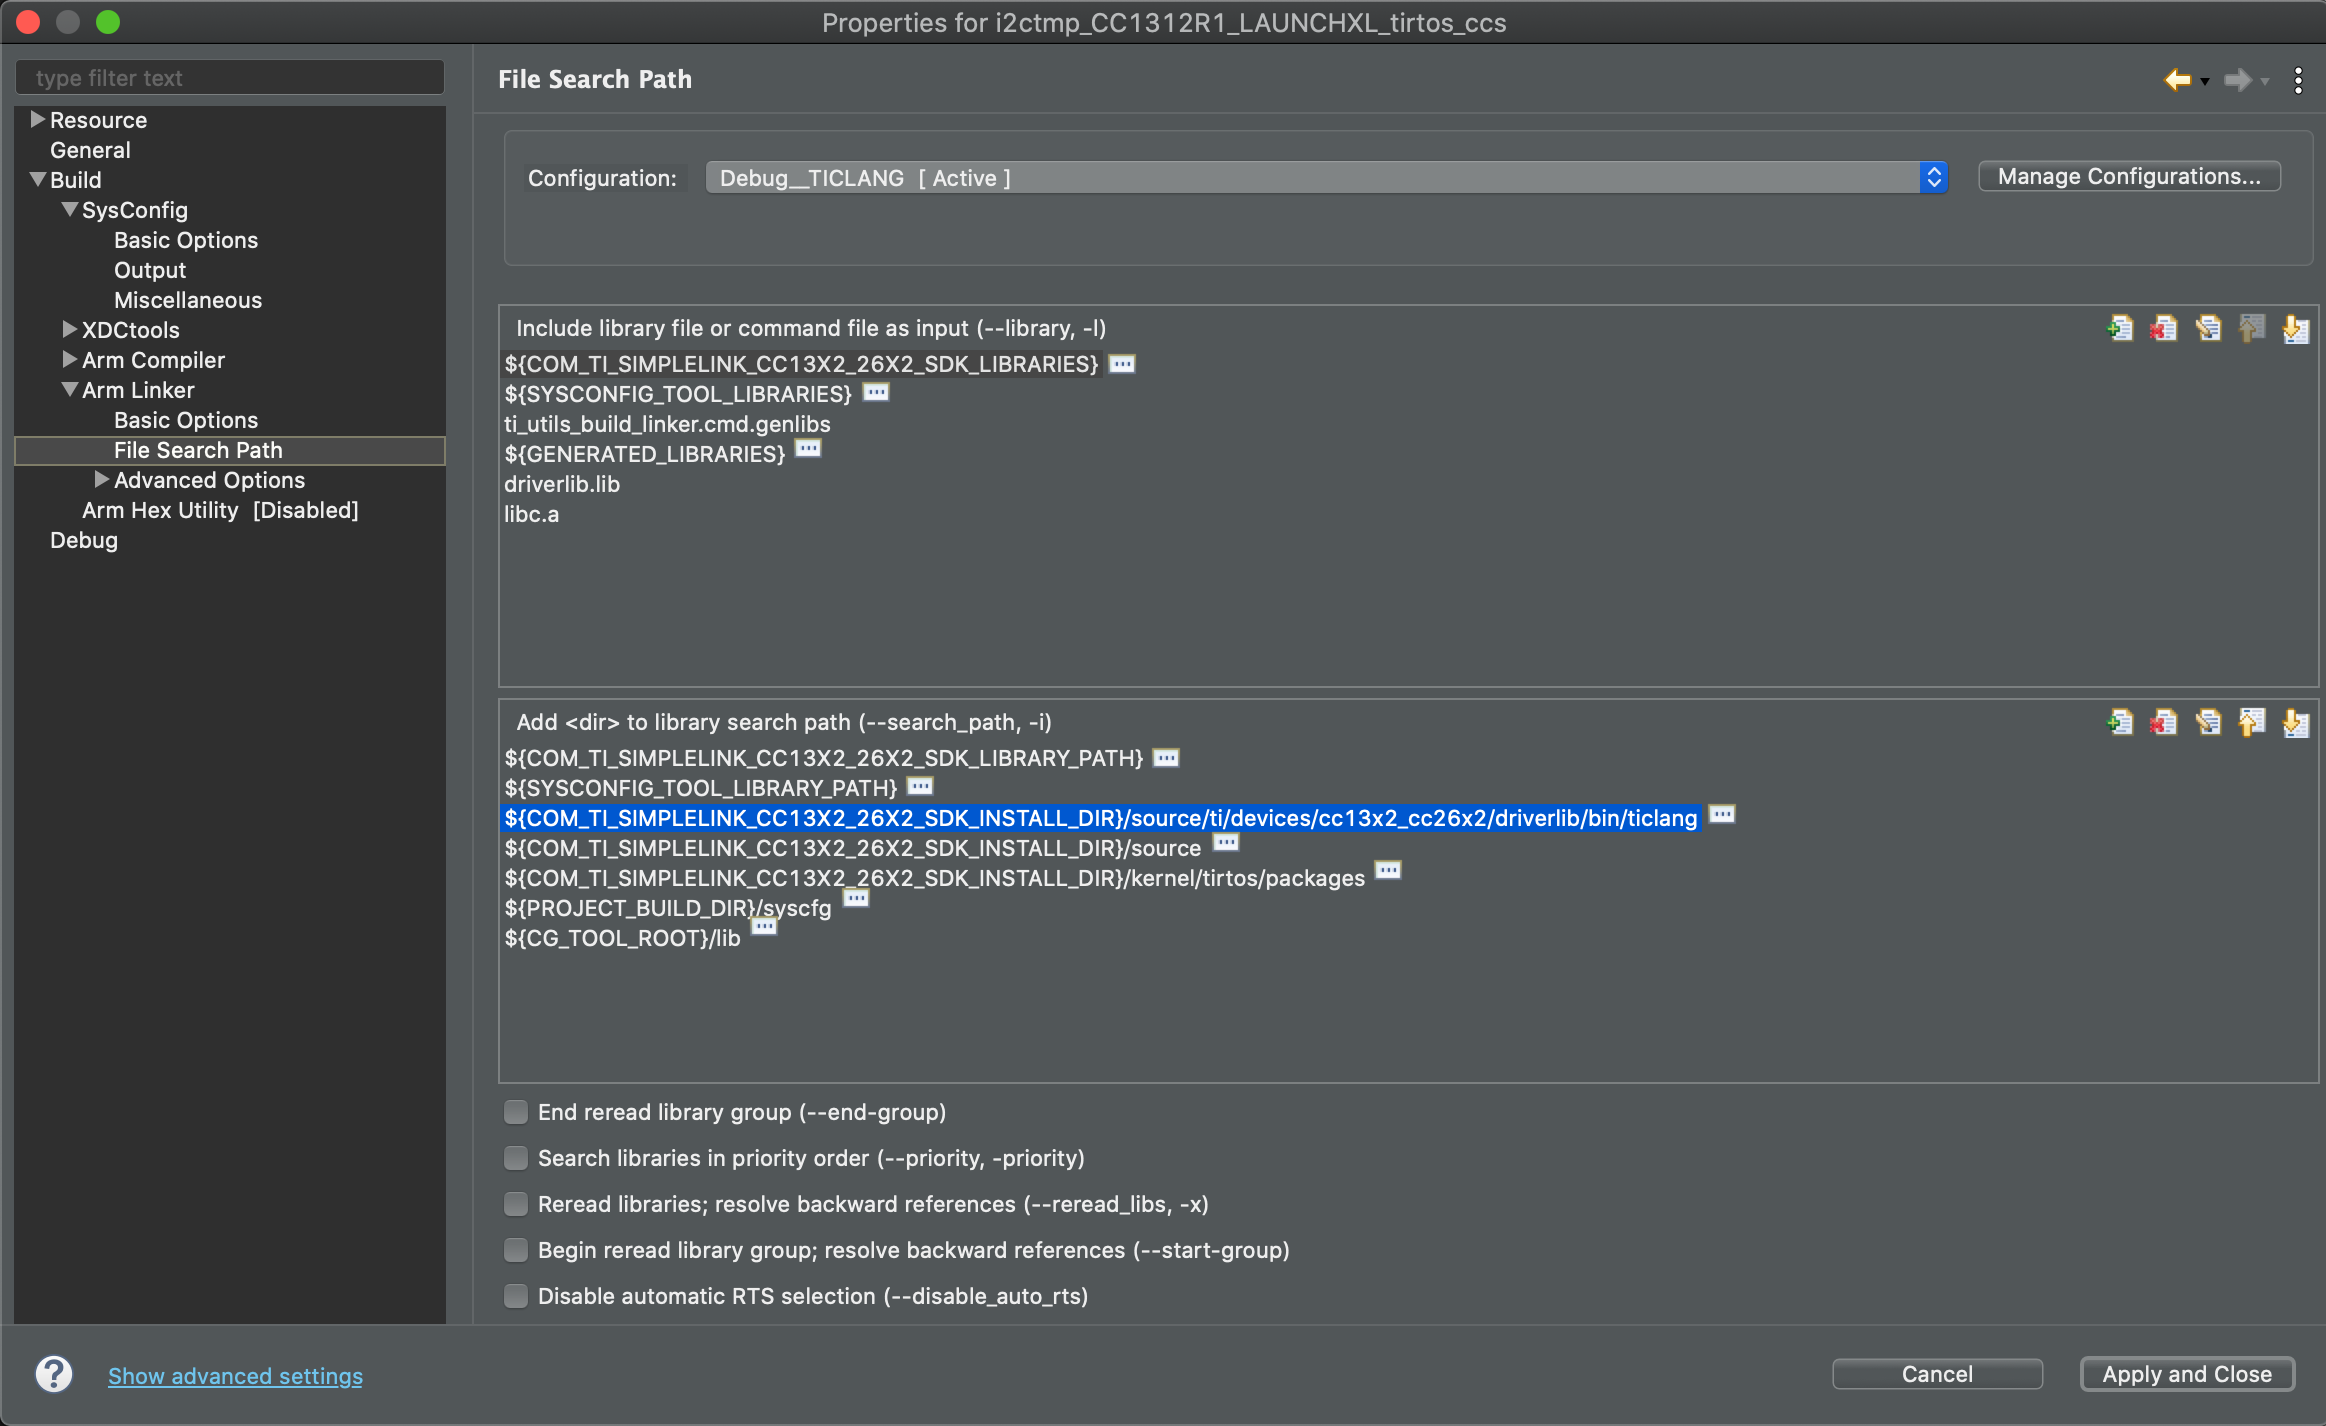 Properties for i2ctmp_CC1312R1_LAUNCHXL_tirtos_ccs
type filter text
Resource
General
Build
SysConfig
Basic Options
Output
Miscellaneous
XDCtools
Arm Compiler
Arm Linker
Basic Options
File Search Path
Advanced Options
Arm Hex Utility [Disabled]
Debug
File Search Path
Configuration: Debug__TICLANG [ Active ] Manage Configurations...
Include library file or command file as input (--library, -l)
${COM_TI_SIMPLELINK_CC13X2_26X2_SDK_LIBRARIES}
${SYSCONFIG_TOOL_LIBRARIES}
ti_utils_build_linker.cmd.genlibs
${GENERATED_LIBRARIES}
driverlib.lib
libc.a
Add <dir> to library search path (--search_path, -i)
${COM_TI_SIMPLELINK_CC13X2_26X2_SDK_LIBRARY_PATH}
${SYSCONFIG_TOOL_LIBRARY_PATH}
${COM_TI_SIMPLELINK_CC13X2_26X2_SDK_INSTALL_DIR}/source/ti/devices/cc13x2_cc26x2/driverlib/bin/ticlang
${COM_TI_SIMPLELINK_CC13X2_26X2_SDK_INSTALL_DIR}/source
${COM_TI_SIMPLELINK_CC13X2_26X2_SDK_INSTALL_DIR}/kernel/tirtos/packages
${PROJECT_BUILD_DIR}/syscfg
${CG_TOOL_ROOT}/lib
End reread library group (--end-group)
Search libraries in priority order (--priority, -priority)
Reread libraries; resolve backward references (--reread_libs, -x)
Begin reread library group; resolve backward references (--start-group)
Disable automatic RTS selection (--disable_auto_rts)
? Show advanced settings Cancel Apply and Close